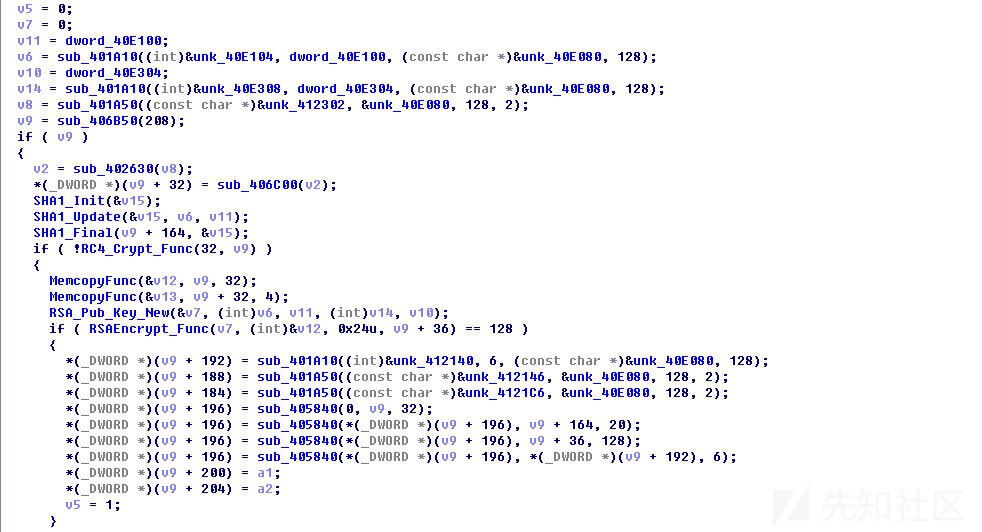 v5 = 0;
v7 = 0;
v11 = dword_40E100;
v6 = sub_401A10((int)&unk_40E104, dword_40E100, (const char *)&unk_40E080, 128);
v10 = dword_40E304;
v14 = sub_401A10((int)&unk_40E308, dword_40E304, (const char *)&unk_40E080, 128);
v8 = sub_401A50((const char *)&unk_412302, &unk_40E080, 128, 2);
v9 = sub_406B50(208);
if ( v9 )
{
v2 = sub_402630(v8);
*(_DWORD *)(v9 + 32) = sub_406C00(v2);
SHA1_Init(&v15);
SHA1_Update(&v15, v6, v11);
SHA1_Final(v9 + 164, &v15);
if ( !RC4_Crypt_Func(32, v9) )
{
MemcopyFunc(&v12, v9, 32);
MemcopyFunc(&v13, v9 + 32, 4);
RSA_Pub_Key_New(&v7, (int)v6, v11, (int)v14, v10);
if ( RSAEncrypt_Func(v7, (int)&v12, 0x24u, v9 + 36) == 128 )
{
*(_DWORD *)(v9 + 192) = sub_401A10((int)&unk_412140, 6, (const char *)&unk_40E080, 128);
*(_DWORD *)(v9 + 188) = sub_401A50((const char *)&unk_412146, &unk_40E080, 128, 2);
*(_DWORD *)(v9 + 184) = sub_401A50((const char *)&unk_4121C6, &unk_40E080, 128, 2);
*(_DWORD *)(v9 + 196) = sub_405840(0, v9, 32);
*(_DWORD *)(v9 + 196) = sub_405840(*(_DWORD *)(v9 + 196), v9 + 164, 20);
*(_DWORD *)(v9 + 196) = sub_405840(*(_DWORD *)(v9 + 196), v9 + 36, 128);
*(_DWORD *)(v9 + 196) = sub_405840(*(_DWORD *)(v9 + 196), *(_DWORD *)(v9 + 192), 6);
*(_DWORD *)(v9 + 200) = a1;
*(_DWORD *)(v9 + 204) = a2;
v5 = 1;
}
先知社区